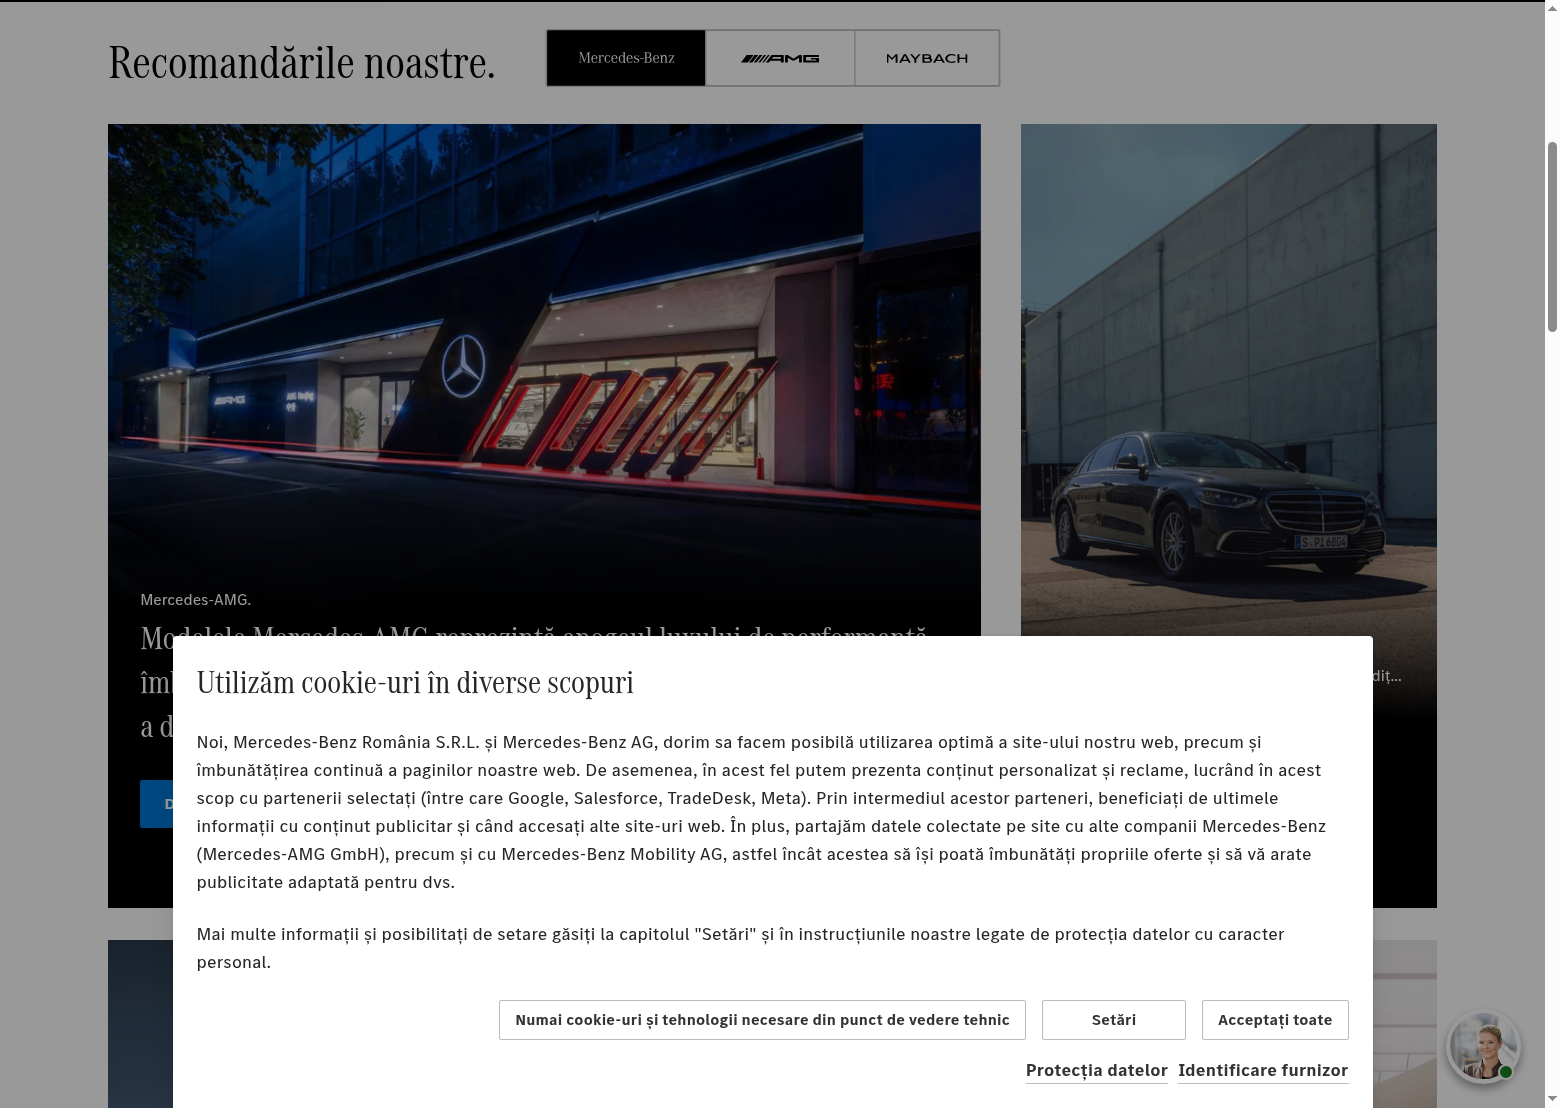 Recomandările noastre.
Mercedes-Benz
AMG
MAYBACH
AMG
S·PI 6804
Mercedes-AMG.
Modelele Mercedes-AMG reprezintă apogeul luxului de performanță
îm
a d
diț...
D
Utilizăm cookie-uri în diverse scopuri
Noi, Mercedes-Benz România S.R.L. și Mercedes-Benz AG, dorim sa facem posibilă utilizarea optimă a site-ului nostru web, precum și
îmbunătățirea continuă a paginilor noastre web. De asemenea, în acest fel putem prezenta conținut personalizat și reclame, lucrând în acest
scop cu partenerii selectați (între care Google, Salesforce, TradeDesk, Meta). Prin intermediul acestor parteneri, beneficiați de ultimele
informații cu conținut publicitar și când accesați alte site-uri web. În plus, partajăm datele colectate pe site cu alte companii Mercedes-Benz
(Mercedes-AMG GmbH), precum și cu Mercedes-Benz Mobility AG, astfel încât acestea să își poată îmbunătăți propriile oferte și să vă arate
publicitate adaptată pentru dvs.
Mai multe informații și posibilitați de setare găsiți la capitolul "Setări" și în instrucțiunile noastre legate de protecția datelor cu caracter
personal.
Numai cookie-uri și tehnologii necesare din punct de vedere tehnic
Setări
Acceptați toate
Protecția datelor
Identificare furnizor